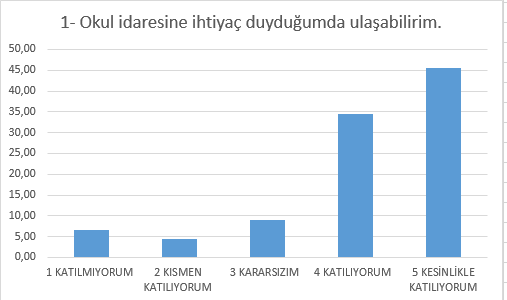 1- Okul idaresine ihtiyaç duyduğumda ulaşabilirim.
50,00
45,00
40,00
35,00
30,00
25,00
20,00
15,00
10,00
5,00
0,00
1 KATILMIYORUM
2 KISMEN
KATILIYORUM
3 KARARSIZIM
4 KATILIYORUM
5 KESİNLİKLE
KATILIYORUM